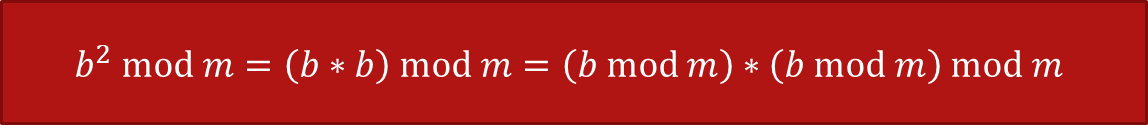 b² mod m = (b * b) mod m = (b mod m) * (b mod m) mod m